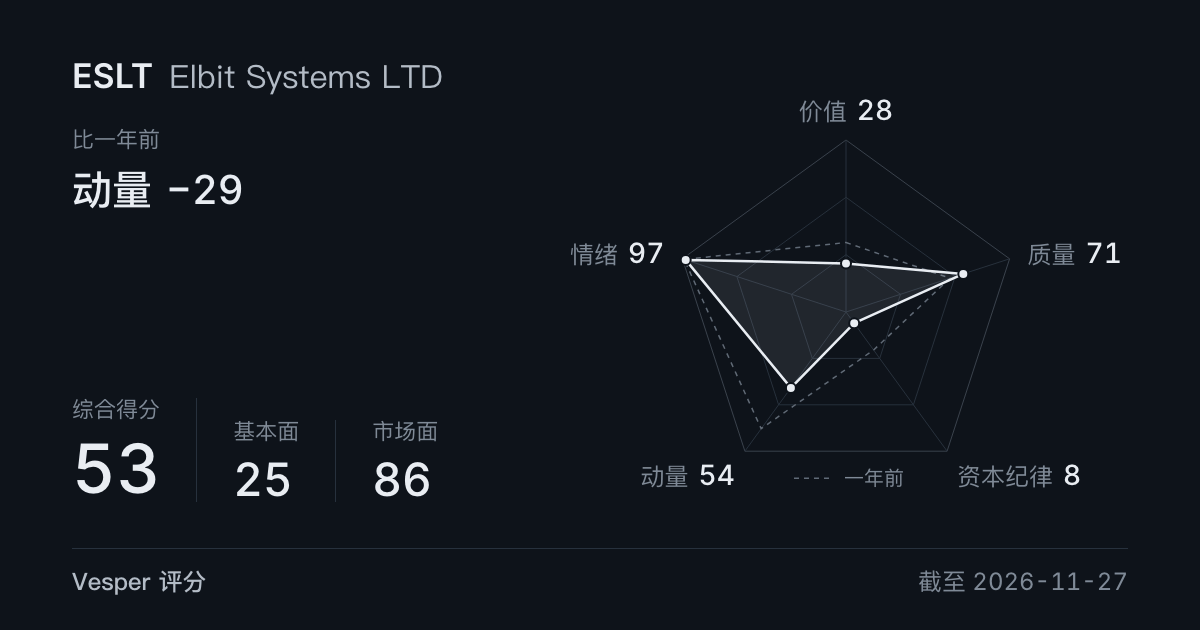 ESLT Elbit Systems LTD
比一年前
动量 −29
价值 28
情绪 97
质量 71
动量 54
---- 一年前
资本纪律 8
综合得分
53
基本面
25
市场面
86
Vesper 评分
截至 2026-11-27